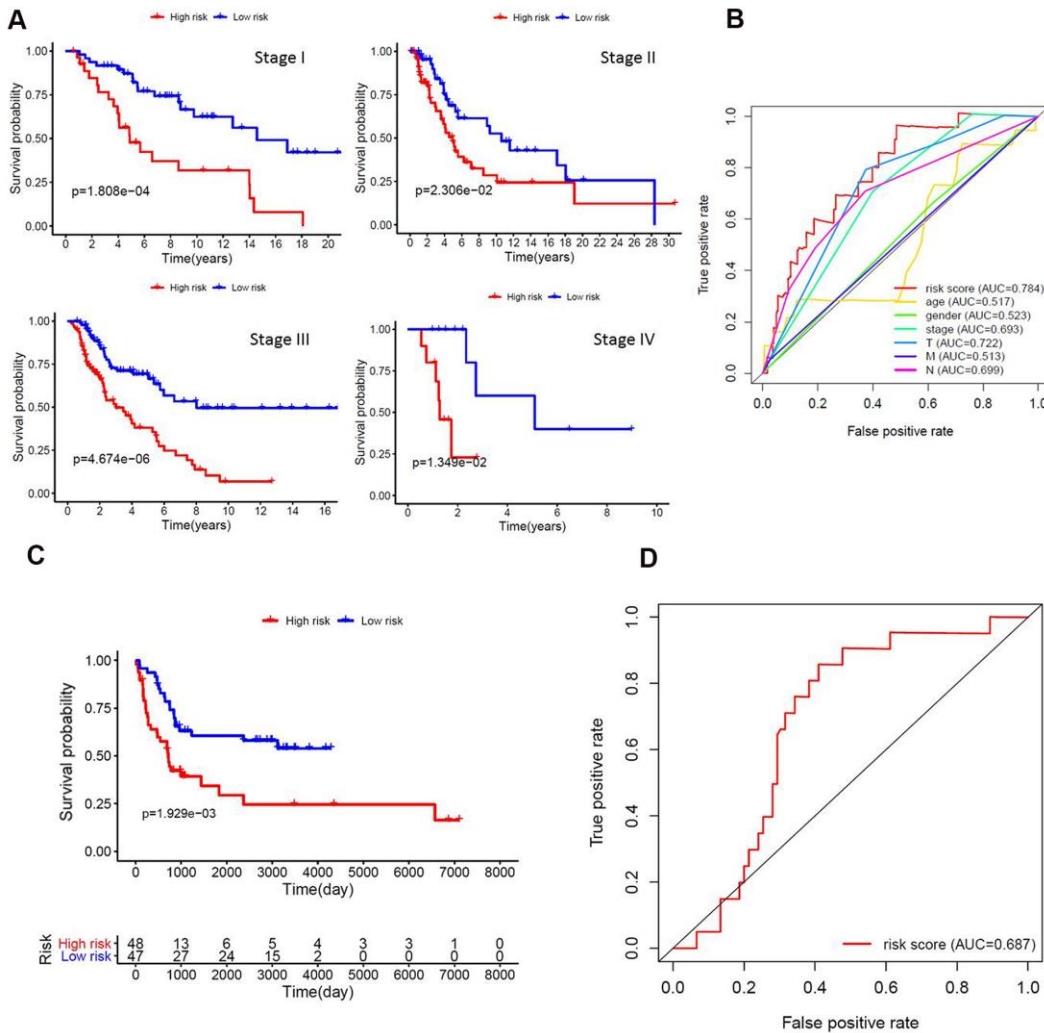 A
High risk Low risk
Stage I
Survival probability
1.00
0.75
0.50
0.25
0.00
p=1.808e−04
0 2 4 6 8 10 12 14 16 18 20
Time(years)
High risk Low risk
Stage II
Survival probability
1.00
0.75
0.50
0.25
0.00
p=2.306e−02
0 2 4 6 8 10 12 14 16 18 20 22 24 26 28 30
Time(years)
High risk Low risk
Stage III
Survival probability
1.00
0.75
0.50
0.25
0.00
p=4.674e−06
0 2 4 6 8 10 12 14 16
Time(years)
High risk Low risk
Stage IV
Survival probability
1.00
0.75
0.50
0.25
0.00
p=1.349e−02
0 2 4 6 8 10
Time(years)
B
True positive rate
1.0
0.8
0.6
0.4
0.2
0.0
risk score (AUC=0.784)
age (AUC=0.517)
gender (AUC=0.523)
stage (AUC=0.693)
T (AUC=0.722)
M (AUC=0.513)
N (AUC=0.699)
0.0 0.2 0.4 0.6 0.8 1.0
False positive rate
C
High risk Low risk
Survival probability
1.00
0.75
0.50
0.25
0.00
p=1.929e−03
0 1000 2000 3000 4000 5000 6000 7000 8000
Time(day)
Risk
High risk 48 13 6 5 4 3 3 1 0
Low risk 47 27 24 15 2 0 0 0 0
0 1000 2000 3000 4000 5000 6000 7000 8000
Time(day)
D
True positive rate
1.0
0.8
0.6
0.4
0.2
0.0
risk score (AUC=0.687)
0.0 0.2 0.4 0.6 0.8 1.0
False positive rate